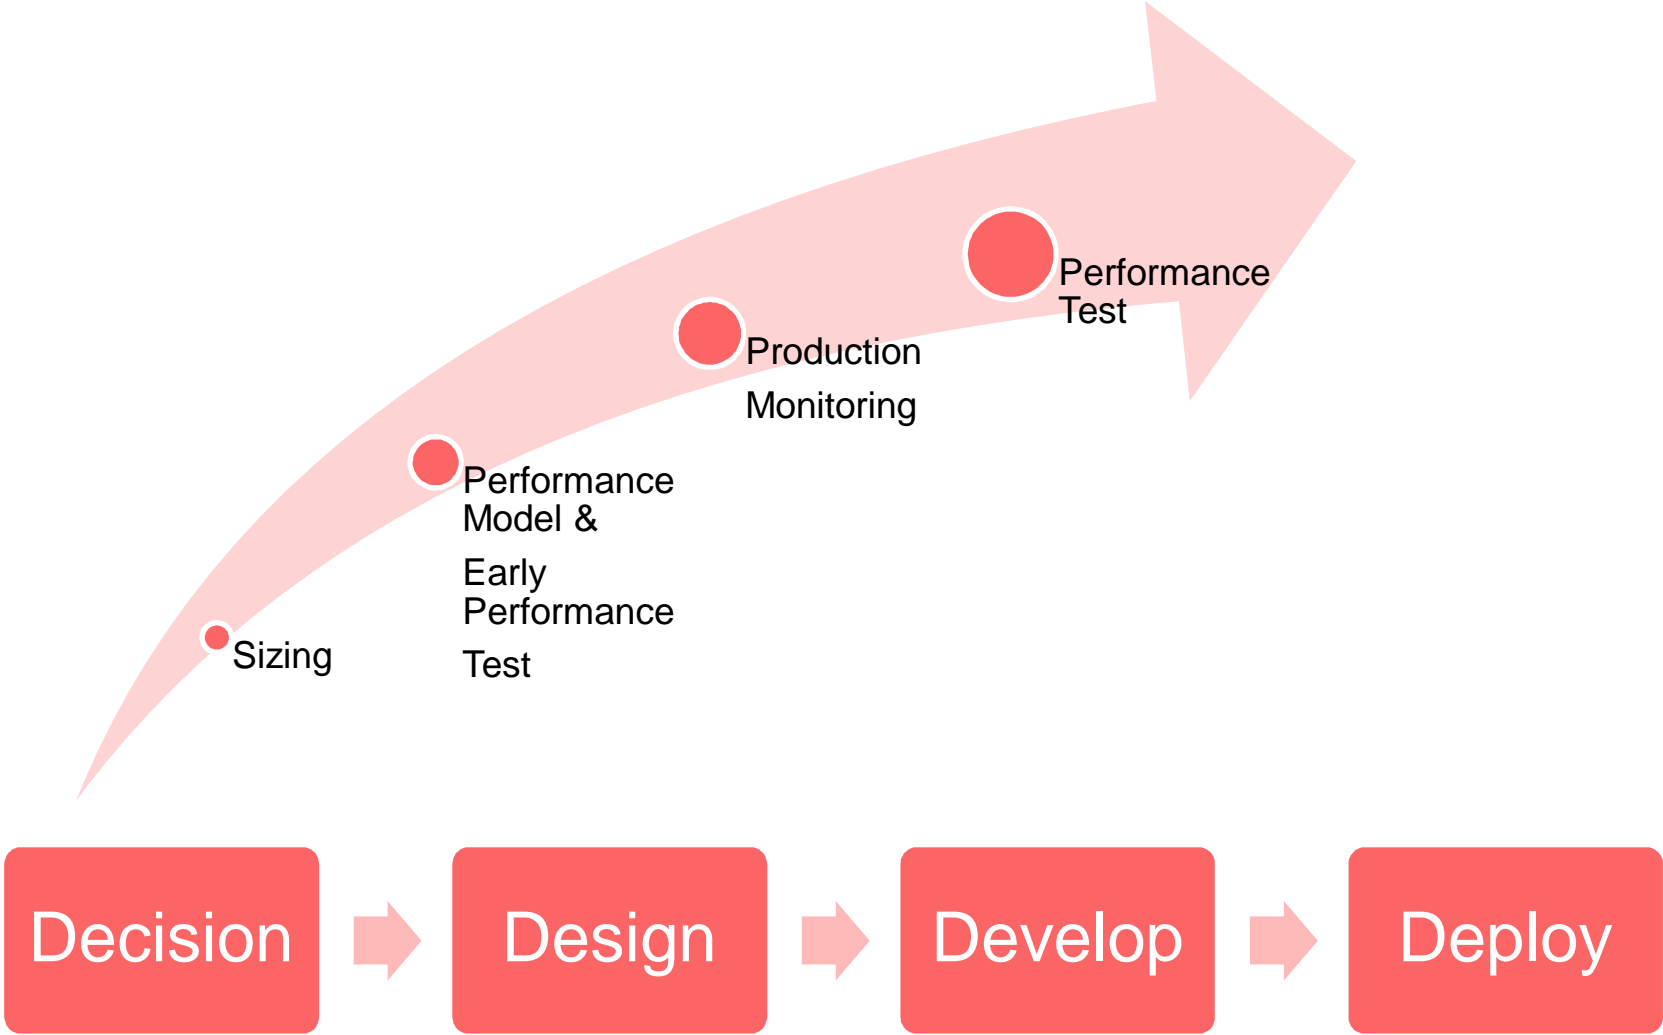 Performance
Test
Production
Monitoring
Performance
Model &
Early
Performance
Test
Sizing
Decision
Design
Develop
Deploy